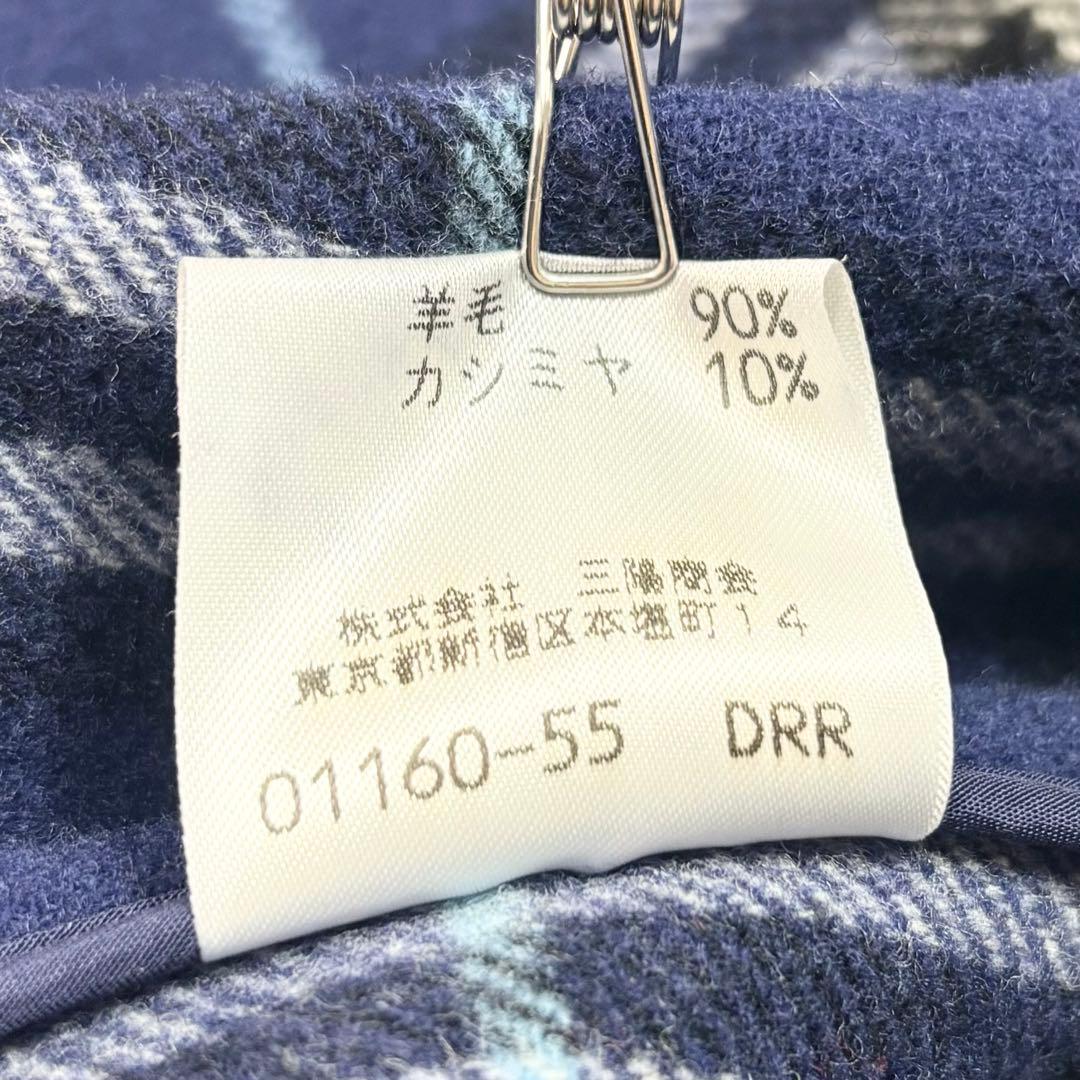 羊毛 90%
カシミヤ 10%
株式会社 三陽商会
東京都新宿区本塩町14
01160-55 DRR